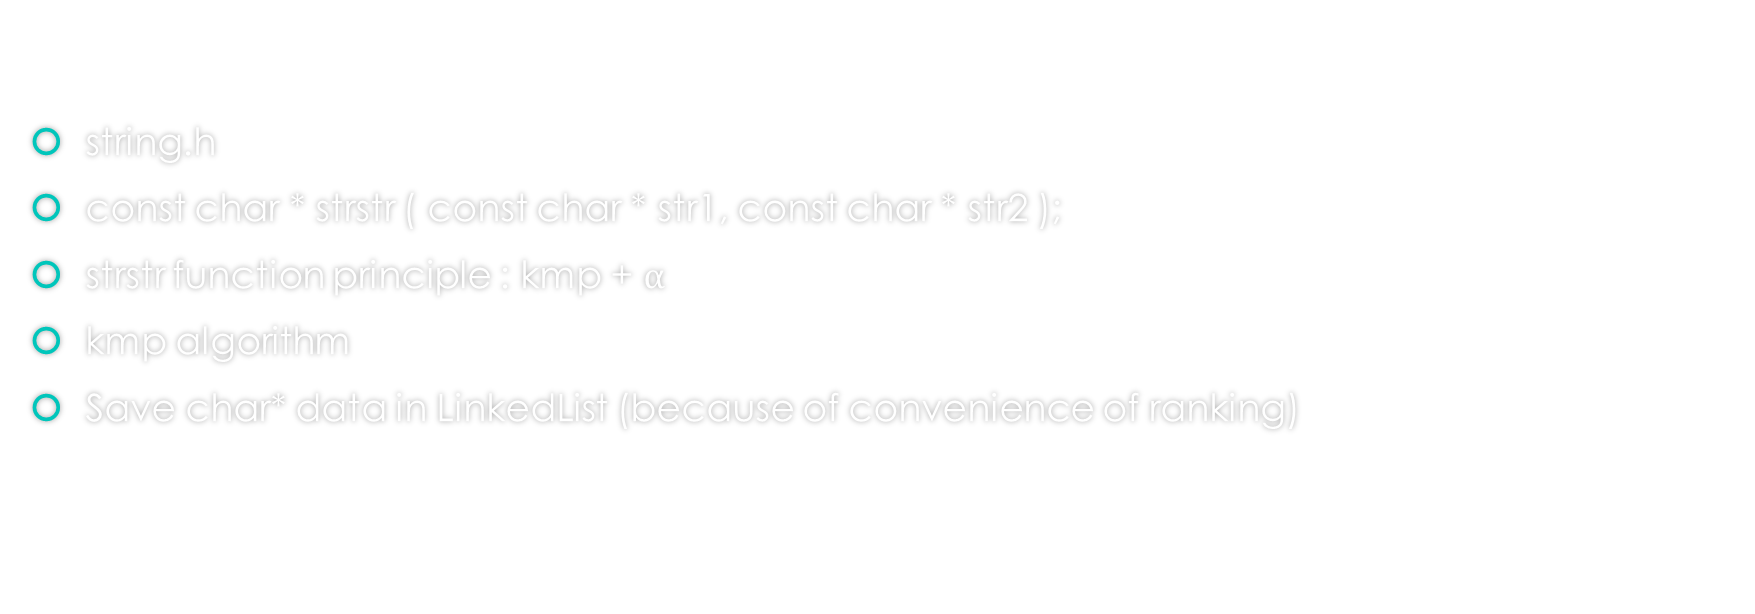 string.h
const char * strstr ( const char * str1, const char * str2 );
strstr function principle : kmp + α
kmp algorithm
Save char* data in LinkedList (because of convenience of ranking)